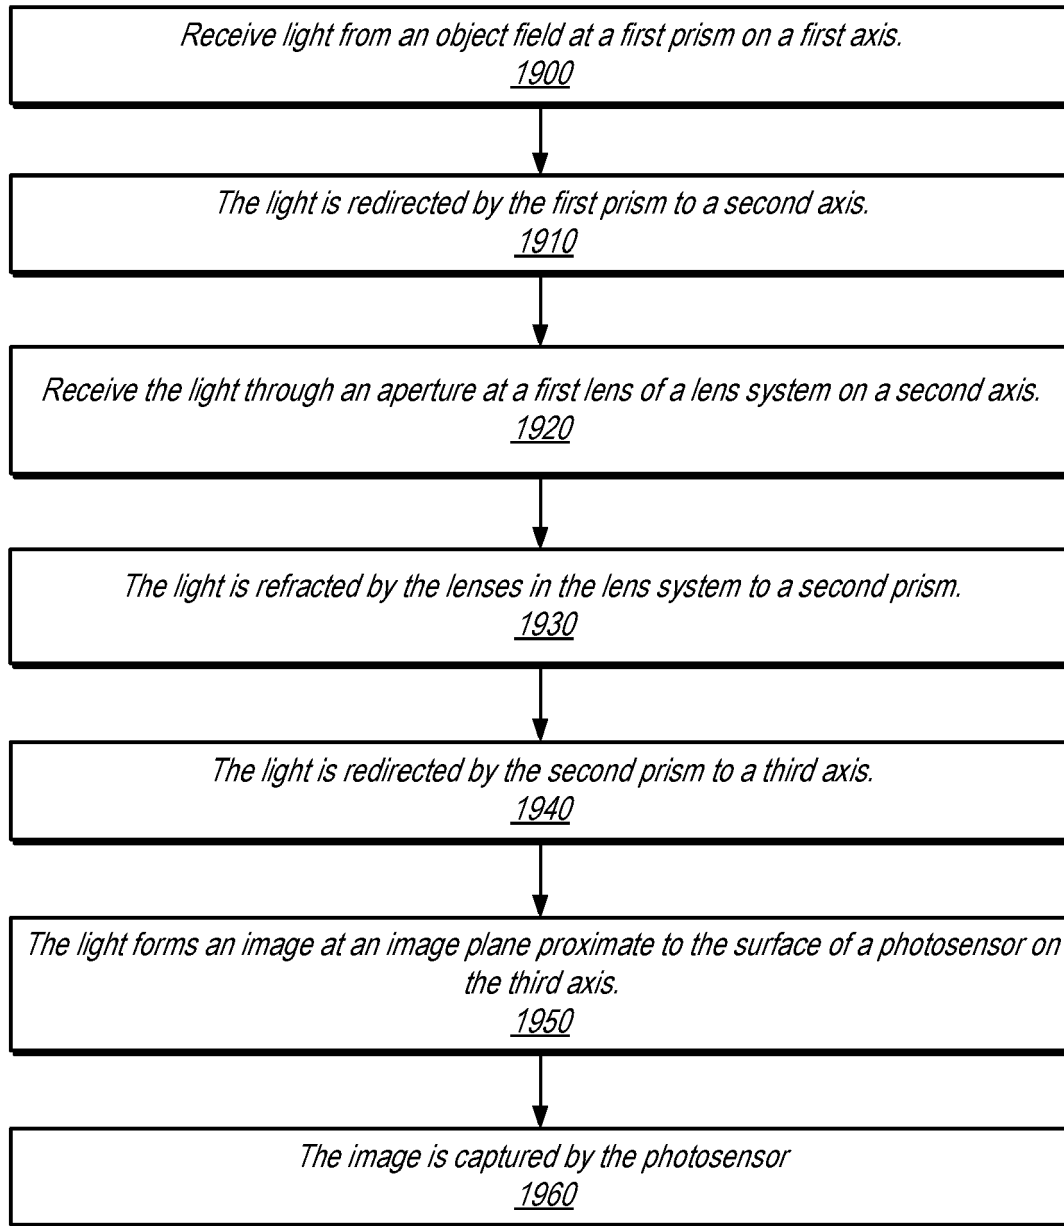 Receive light from an object field at a first prism on a first axis.
1900
The light is redirected by the first prism to a second axis.
1910
Receive the light through an aperture at a first lens of a lens system on a second axis.
1920
The light is refracted by the lenses in the lens system to a second prism.
1930
The light is redirected by the second prism to a third axis.
1940
The light forms an image at an image plane proximate to the surface of a photosensor on
the third axis.
1950
The image is captured by the photosensor
1960